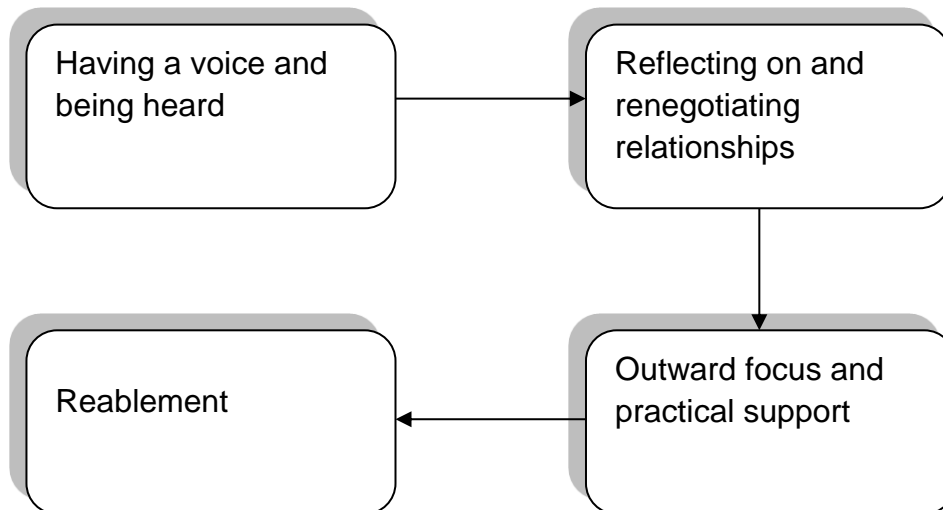 Having a voice and
being heard
Reflecting on and
renegotiating
relationships
Outward focus and
practical support
Reablement